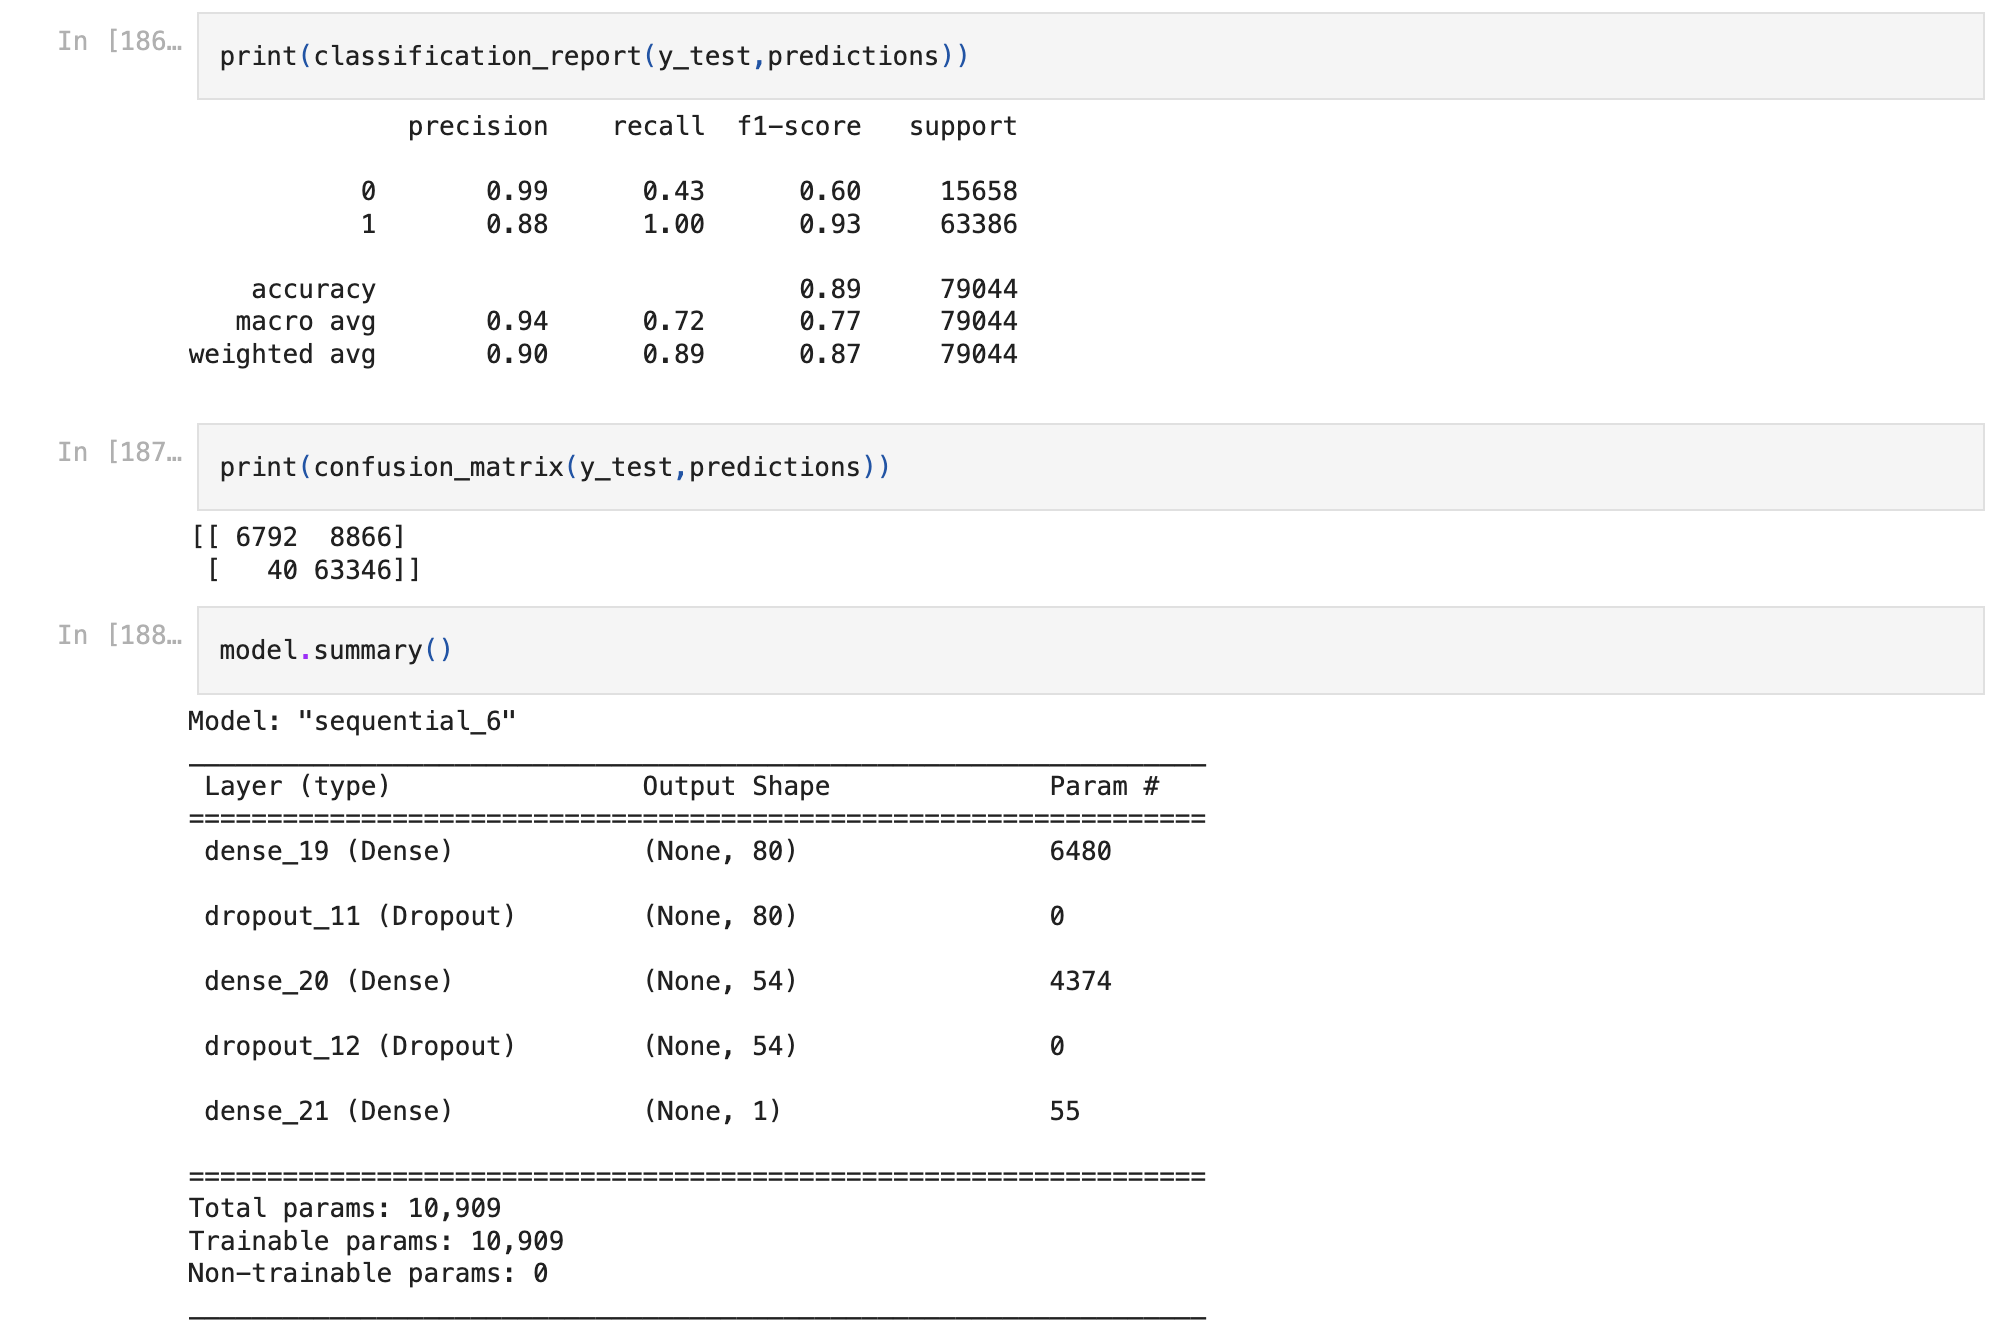 In [186…
print(classification_report(y_test,predictions))
precision recall f1-score support
0 0.99 0.43 0.60 15658
1 0.88 1.00 0.93 63386
accuracy 0.89 79044
macro avg 0.94 0.72 0.77 79044
weighted avg 0.90 0.89 0.87 79044
In [187…
print(confusion_matrix(y_test,predictions))
[[ 6792 8866]
[ 40 63346]]
In [188…
model.summary()
Model: "sequential_6"
_________________________________________________________________
Layer (type) Output Shape Param #
=================================================================
dense_19 (Dense) (None, 80) 6480
dropout_11 (Dropout) (None, 80) 0
dense_20 (Dense) (None, 54) 4374
dropout_12 (Dropout) (None, 54) 0
dense_21 (Dense) (None, 1) 55
=================================================================
Total params: 10,909
Trainable params: 10,909
Non-trainable params: 0
_________________________________________________________________